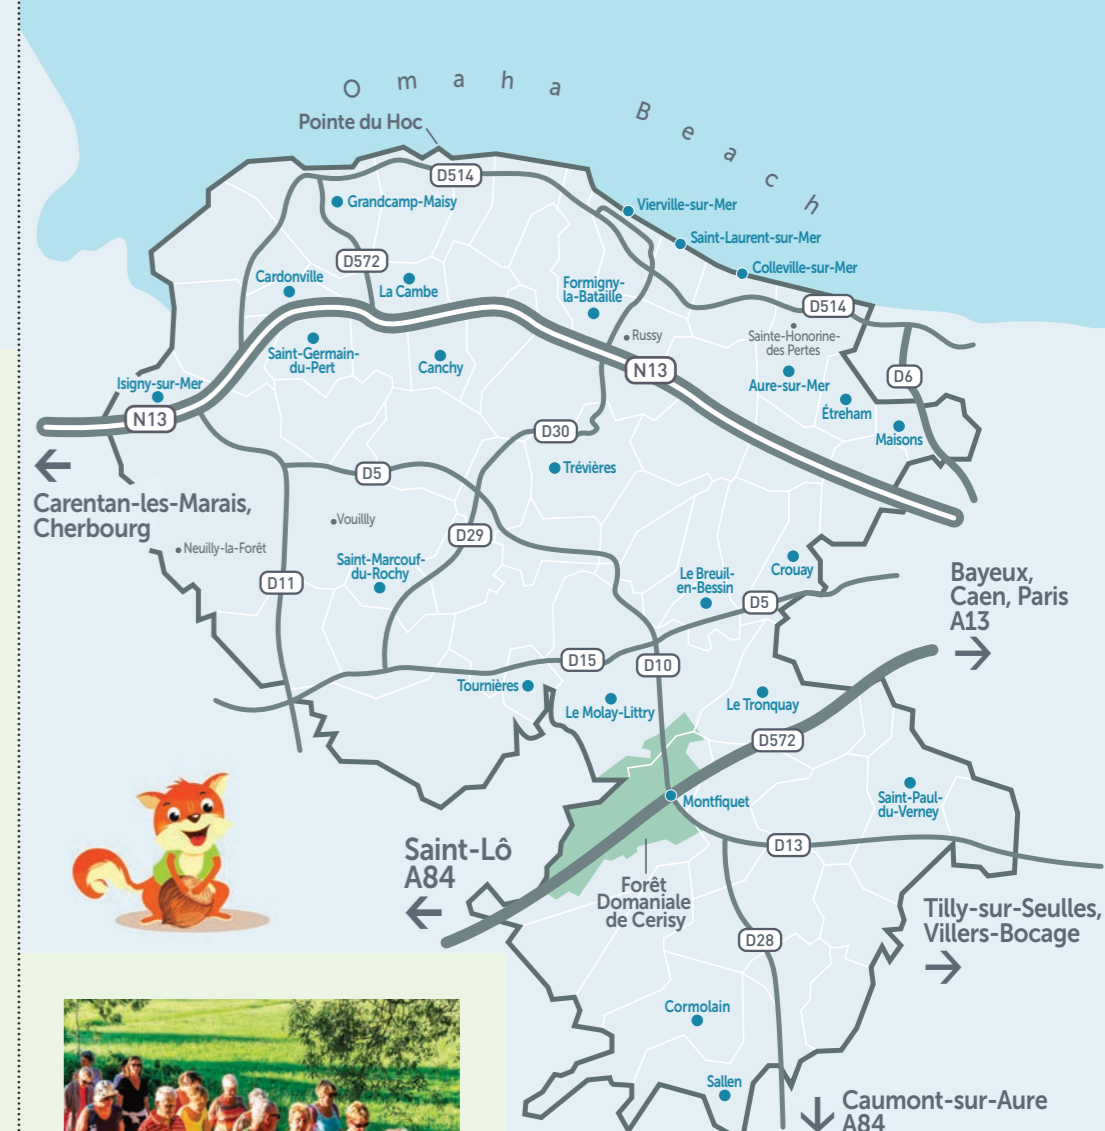 Omaha Beach
Pointe du Hoc
D514
Grandcamp-Maisy
Vierville-sur-Mer
Saint-Laurent-sur-Mer
D572
Colleville-sur-Mer
Cardonville
La Cambe
Formigny-
la-Bataille
D514
Russy
Sainte-Honorine-
des Pertes
Saint-Germain-
du-Pert
Canchy
N13
D6
Isigny-sur-Mer
Aure-sur-Mer
Étreham
N13
Maisons
D30
Carentan-les-Marais,
Cherbourg
D5
Trévières
Vouillly
D29
Neuilly-la-Forêt
Saint-Marcouf-
du-Rochy
D11
Le Breuil-
en-Bessin
Crouay
D5
Bayeux,
Caen, Paris
A13
D15
D10
Tournières
Le Molay-Littry
Le Tronquay
D572
Montfiquet
Saint-Paul-
du-Verney
Saint-Lô
A84
D13
Forêt
Domaniale
de Cerisy
Tilly-sur-Seulles,
Villers-Bocage
D28
Cormolain
Sallen
Caumont-sur-Aure
A84